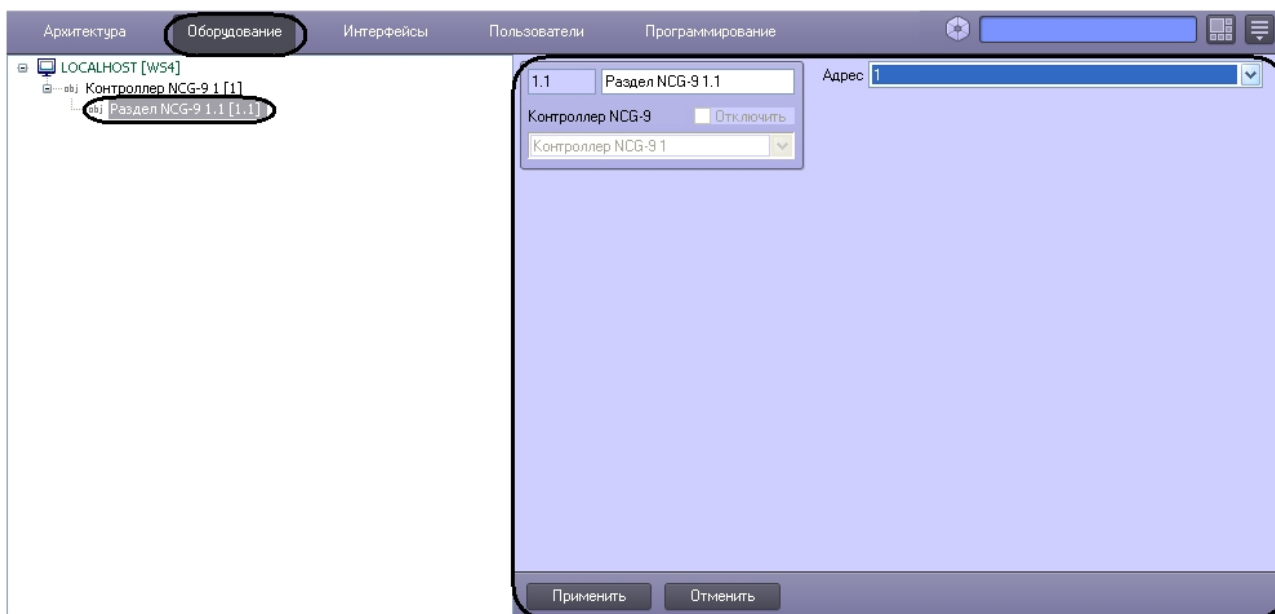 Архитектура Оборудование Интерфейсы Пользователи Программирование
LOCALHOST [WS4]
obj Контроллер NCG-9 1 [1]
obj Раздел NCG-9 1.1 [1.1]
1.1 Раздел NCG-9 1.1
Контроллер NCG-9 Отключить
Контроллер NCG-9 1
Адрес 1
Применить Отменить